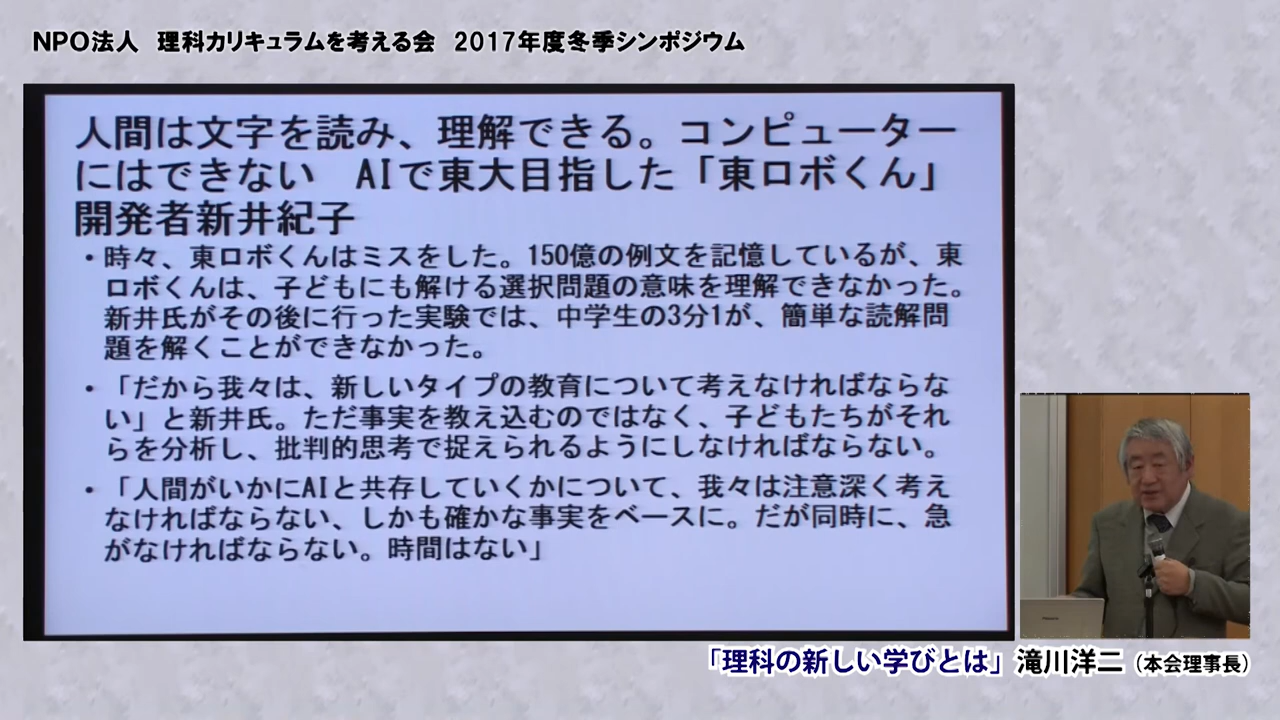 NPO法人　理科カリキュラムを考える会　2017年度冬季シンポジウム
人間は文字を読み、理解できる。コンピューター
にはできない　AIで東大目指した「東ロボくん」
開発者新井紀子
・時々、東ロボくんはミスをした。150億の例文を記憶しているが、東
ロボくんは、子どもにも解ける選択問題の意味を理解できなかった。
新井氏がその後に行った実験では、中学生の3分1が、簡単な読解問
題を解くことができなかった。
・「だから我々は、新しいタイプの教育について考えなければならな
い」と新井氏。ただ事実を教え込むのではなく、子どもたちがそれ
らを分析し、批判的思考で捉えられるようにしなければならない。
・「人間がいかにAIと共存していくかについて、我々は注意深く考え
なければならない、しかも確かな事実をベースに。だが同時に、急
がなければならない。時間はない」
「理科の新しい学びとは」滝川洋二（本会理事長）